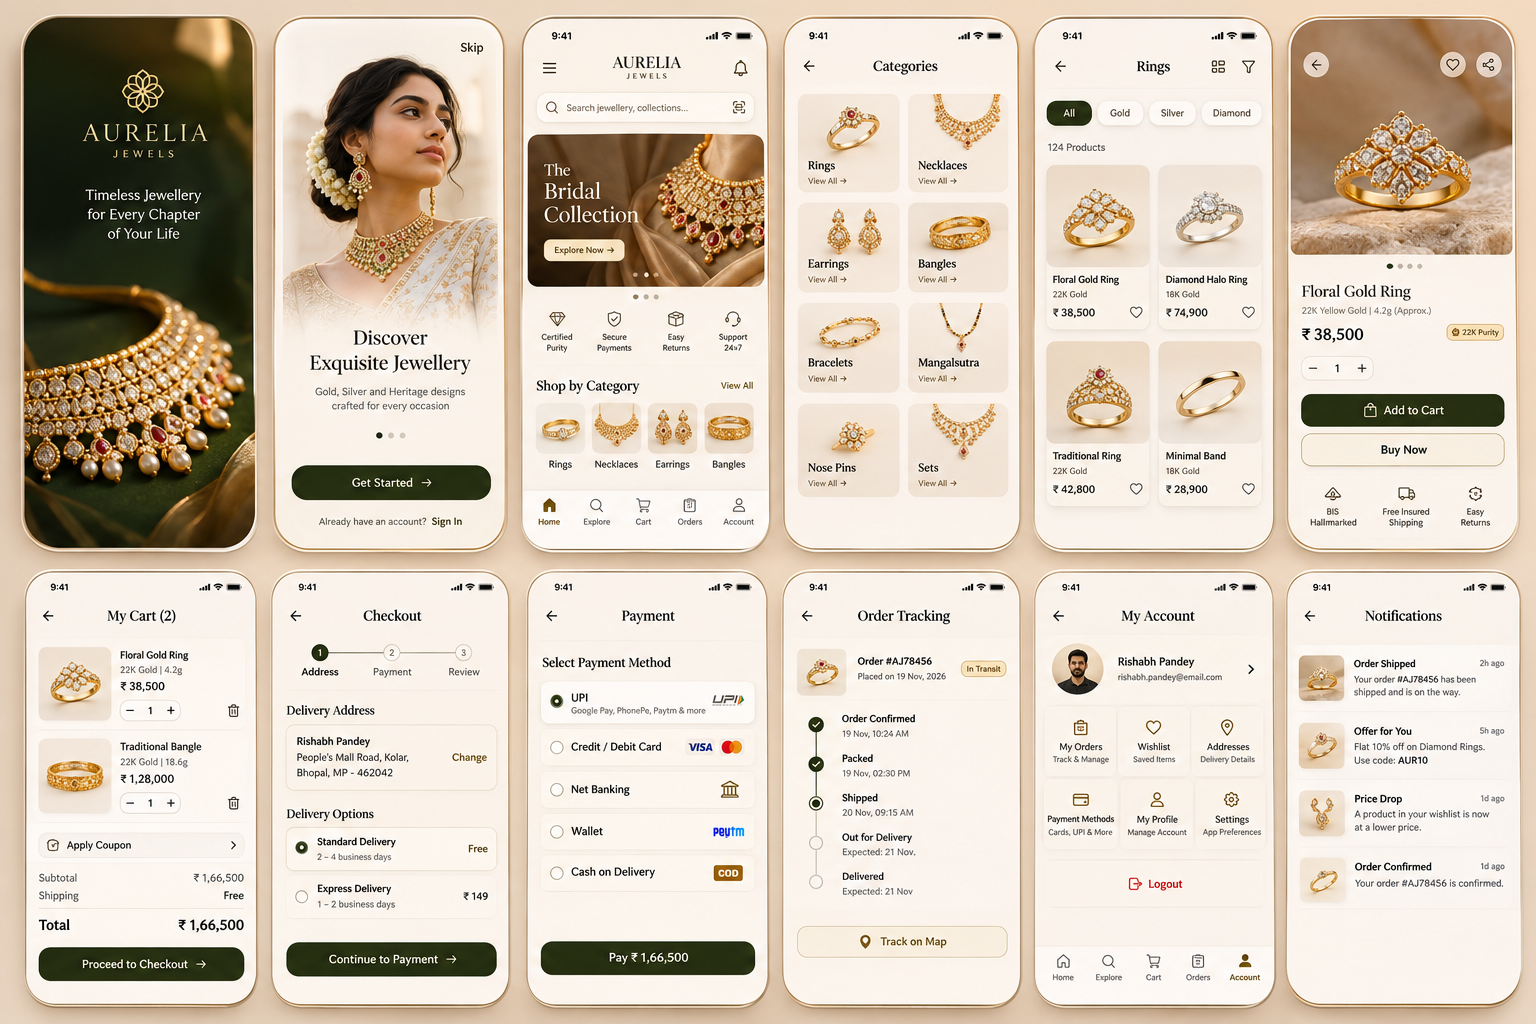 AURELIA
JEWELS
Timeless Jewellery
for Every Chapter
of Your Life
Skip
Discover
Exquisite Jewellery
Gold, Silver and Heritage designs
crafted for every occasion
Get Started →
Already have an account? Sign In
9:41
AURELIA
JEWELS
Search jewellery, collections...
The
Bridal
Collection
Explore Now →
Certified
Purity
Secure
Payments
Easy
Returns
Support
24x7
Shop by Category
View All
Rings
Necklaces
Earrings
Bangles
Home
Explore
Cart
Orders
Account
9:41
Categories
Rings
View All →
Necklaces
View All →
Earrings
View All →
Bangles
View All →
Bracelets
View All →
Mangalsutra
View All →
Nose Pins
View All →
Sets
View All →
9:41
Rings
All
Gold
Silver
Diamond
124 Products
Floral Gold Ring
22K Gold
₹ 38,500
Diamond Halo Ring
18K Gold
₹ 74,900
Traditional Ring
22K Gold
₹ 42,800
Minimal Band
18K Gold
₹ 28,900
Floral Gold Ring
22K Yellow Gold | 4.2g (Approx.)
₹ 38,500
22K Purity
− 1 +
Add to Cart
Buy Now
BIS
Hallmarked
Free Insured
Shipping
Easy
Returns
9:41
My Cart (2)
Floral Gold Ring
22K Gold | 4.2g
₹ 38,500
− 1 +
Traditional Bangle
22K Gold | 18.6g
₹ 1,28,000
− 1 +
Apply Coupon
Subtotal ₹ 1,66,500
Shipping Free
Total ₹ 1,66,500
Proceed to Checkout →
9:41
Checkout
1
2
3
Address
Payment
Review
Delivery Address
Rishabh Pandey
People's Mall Road, Kolar,
Bhopal, MP - 462042
Change
Delivery Options
Standard Delivery
2 – 4 business days
Free
Express Delivery
1 – 2 business days
₹ 149
Continue to Payment →
9:41
Payment
Select Payment Method
UPI
Google Pay, PhonePe, Paytm & more
UPI
Credit / Debit Card
VISA
Net Banking
Wallet
paytm
Cash on Delivery
COD
Pay ₹ 1,66,500
9:41
Order Tracking
Order #AJ78456
Placed on 19 Nov, 2026
In Transit
Order Confirmed
19 Nov, 10:24 AM
Packed
19 Nov, 02:30 PM
Shipped
20 Nov, 09:15 AM
Out for Delivery
Expected: 21 Nov.
Delivered
Expected: 21 Nov
Track on Map
9:41
My Account
Rishabh Pandey
rishabh.pandey@email.com
My Orders
Track & Manage
Wishlist
Saved Items
Addresses
Delivery Details
Payment Methods
Cards, UPI & More
My Profile
Manage Account
Settings
App Preferences
Logout
Home
Explore
Cart
Orders
Account
9:41
Notifications
Order Shipped
2h ago
Your order #AJ78456 has been
shipped and is on the way.
Offer for You
5h ago
Flat 10% off on Diamond Rings.
Use code: AUR10
Price Drop
1d ago
A product in your wishlist is now
at a lower price.
Order Confirmed
1d ago
Your order #AJ78456 is confirmed.